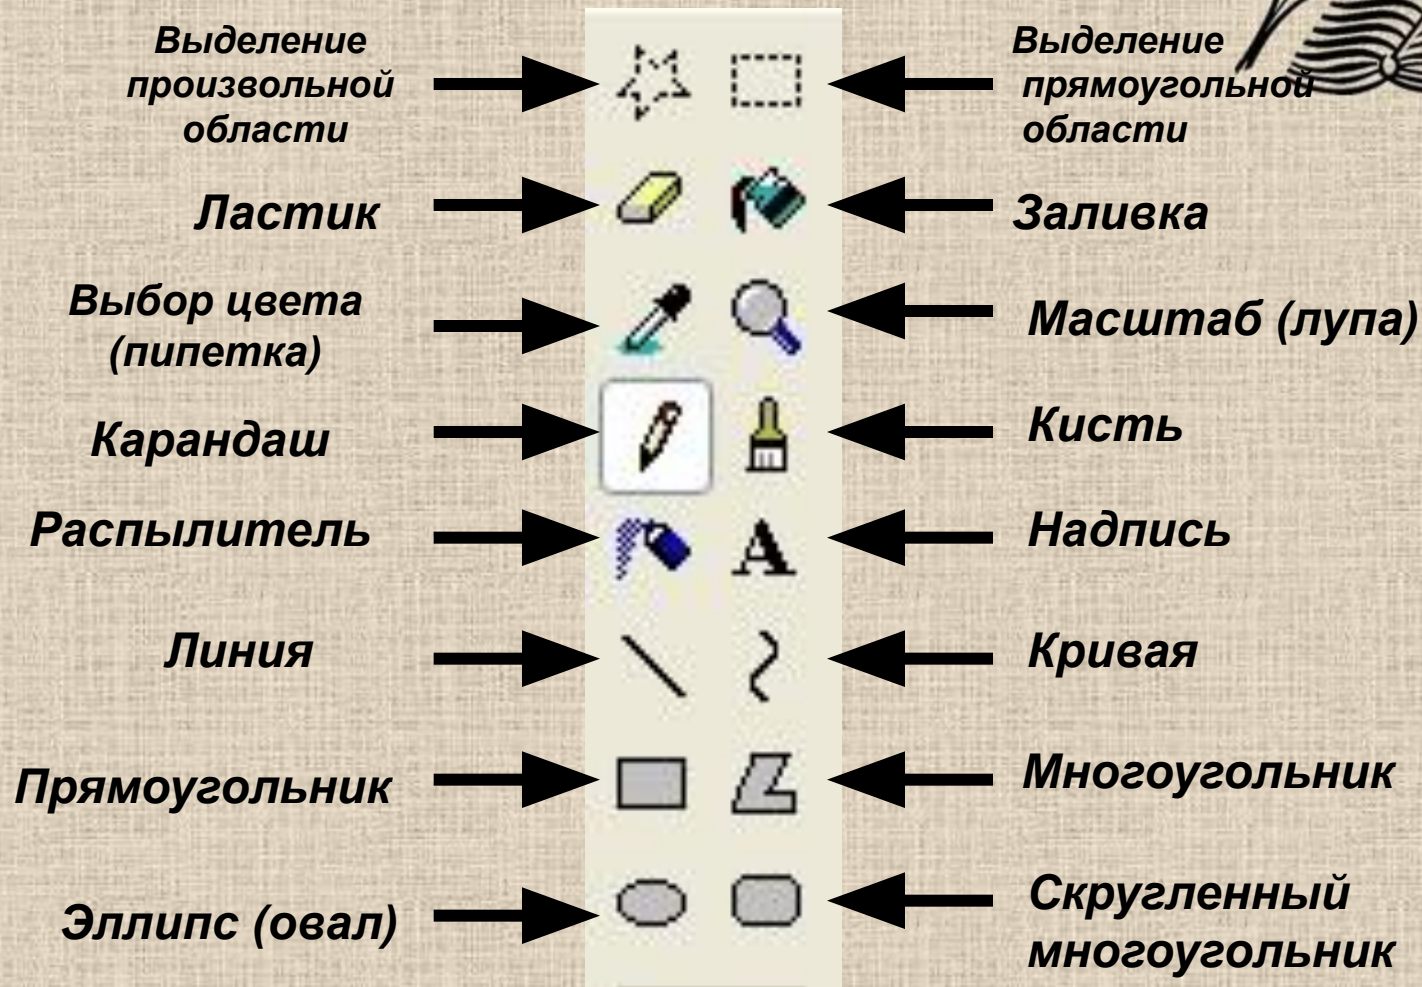 Выделение
произвольной
области
Выделение
прямоугольной
области
Ластик
Заливка
Выбор цвета
(пипетка)
Масштаб (лупа)
Карандаш
Кисть
Распылитель
A
Надпись
Линия
Кривая
Прямоугольник
Многоугольник
Эллипс (овал)
Скругленный
многоугольник